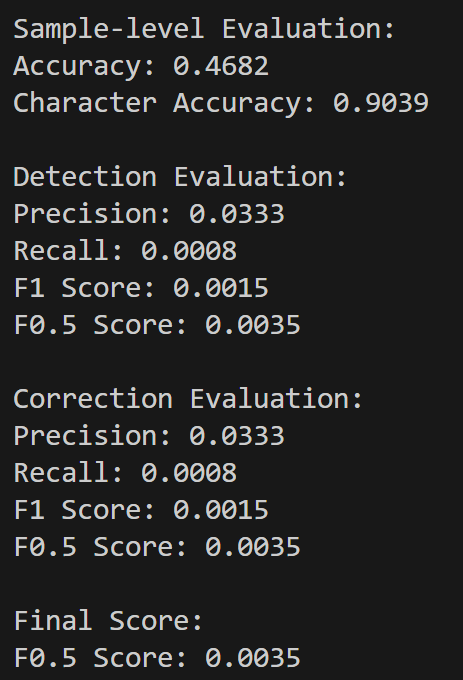 Sample-level Evaluation:
Accuracy: 0.4682
Character Accuracy: 0.9039
Detection Evaluation:
Precision: 0.0333
Recall: 0.0008
F1 Score: 0.0015
F0.5 Score: 0.0035
Correction Evaluation:
Precision: 0.0333
Recall: 0.0008
F1 Score: 0.0015
F0.5 Score: 0.0035
Final Score:
F0.5 Score: 0.0035